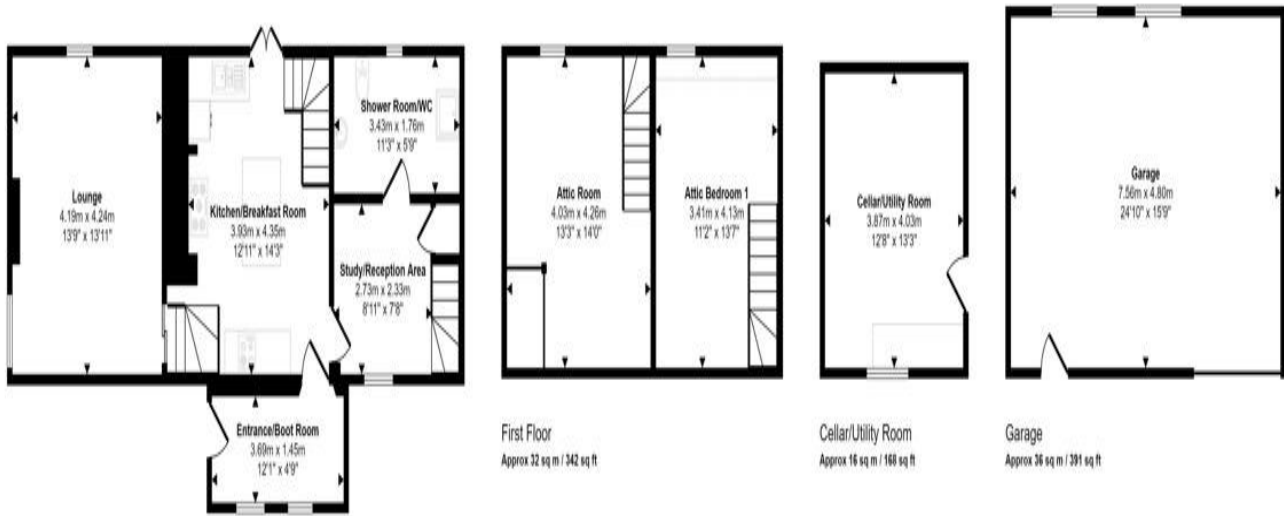 Lounge
4.19m x 4.24m
13'9" x 13'11"
Kitchen/Breakfast Room
3.93m x 4.35m
12'11" x 14'3"
Shower Room/WC
3.43m x 1.76m
11'3" x 5'9"
Study/Reception Area
2.73m x 2.33m
8'11" x 7'8"
Entrance/Boot Room
3.69m x 1.45m
12'1" x 4'9"
Attic Room
4.03m x 4.26m
13'3" x 14'0"
Attic Bedroom 1
3.41m x 4.13m
11'2" x 13'7"
First Floor
Approx 32 sq m / 342 sq ft
Cellar/Utility Room
3.87m x 4.03m
12'8" x 13'3"
Cellar/Utility Room
Approx 16 sq m / 168 sq ft
Garage
7.56m x 4.80m
24'10" x 15'9"
Garage
Approx 36 sq m / 391 sq ft